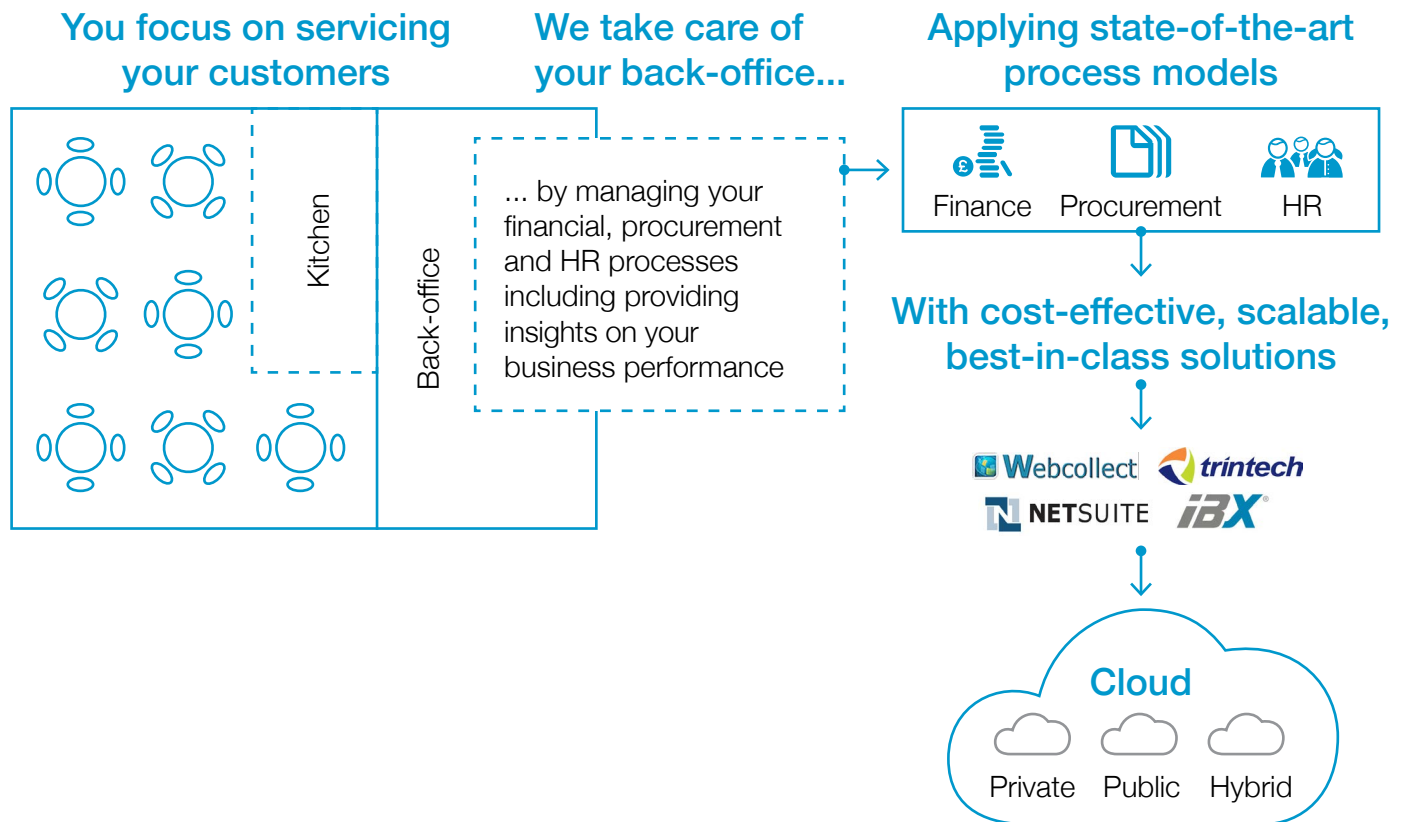 You focus on servicing
your customers
We take care of
your back-office...
Applying state-of-the-art
process models
Kitchen
Back-office
... by managing your
financial, procurement
and HR processes
including providing
insights on your
business performance
£
Finance Procurement HR
With cost-effective, scalable,
best-in-class solutions
Webcollect trintech
N NETSUITE iBX®
Cloud
Private Public Hybrid